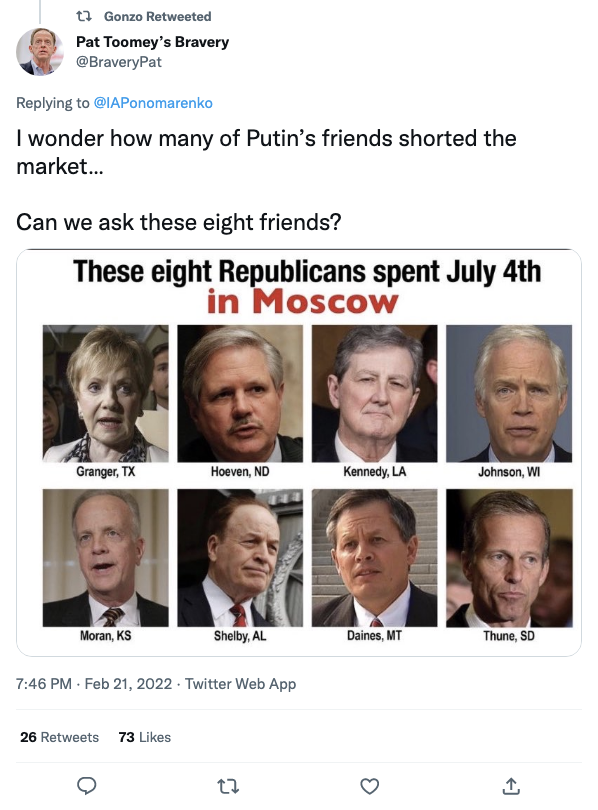 Gonzo Retweeted
Pat Toomey's Bravery
@BraveryPat
Replying to @IAPonomarenko
I wonder how many of Putin's friends shorted the
market...
Can we ask these eight friends?
These eight Republicans spent July 4th
in Moscow
Granger, TX
Hoeven, ND
Kennedy, LA
Johnson, WI
Moran, KS
Shelby, AL
Daines, MT
Thune, SD
7:46 PM · Feb 21, 2022 · Twitter Web App
26 Retweets 73 Likes